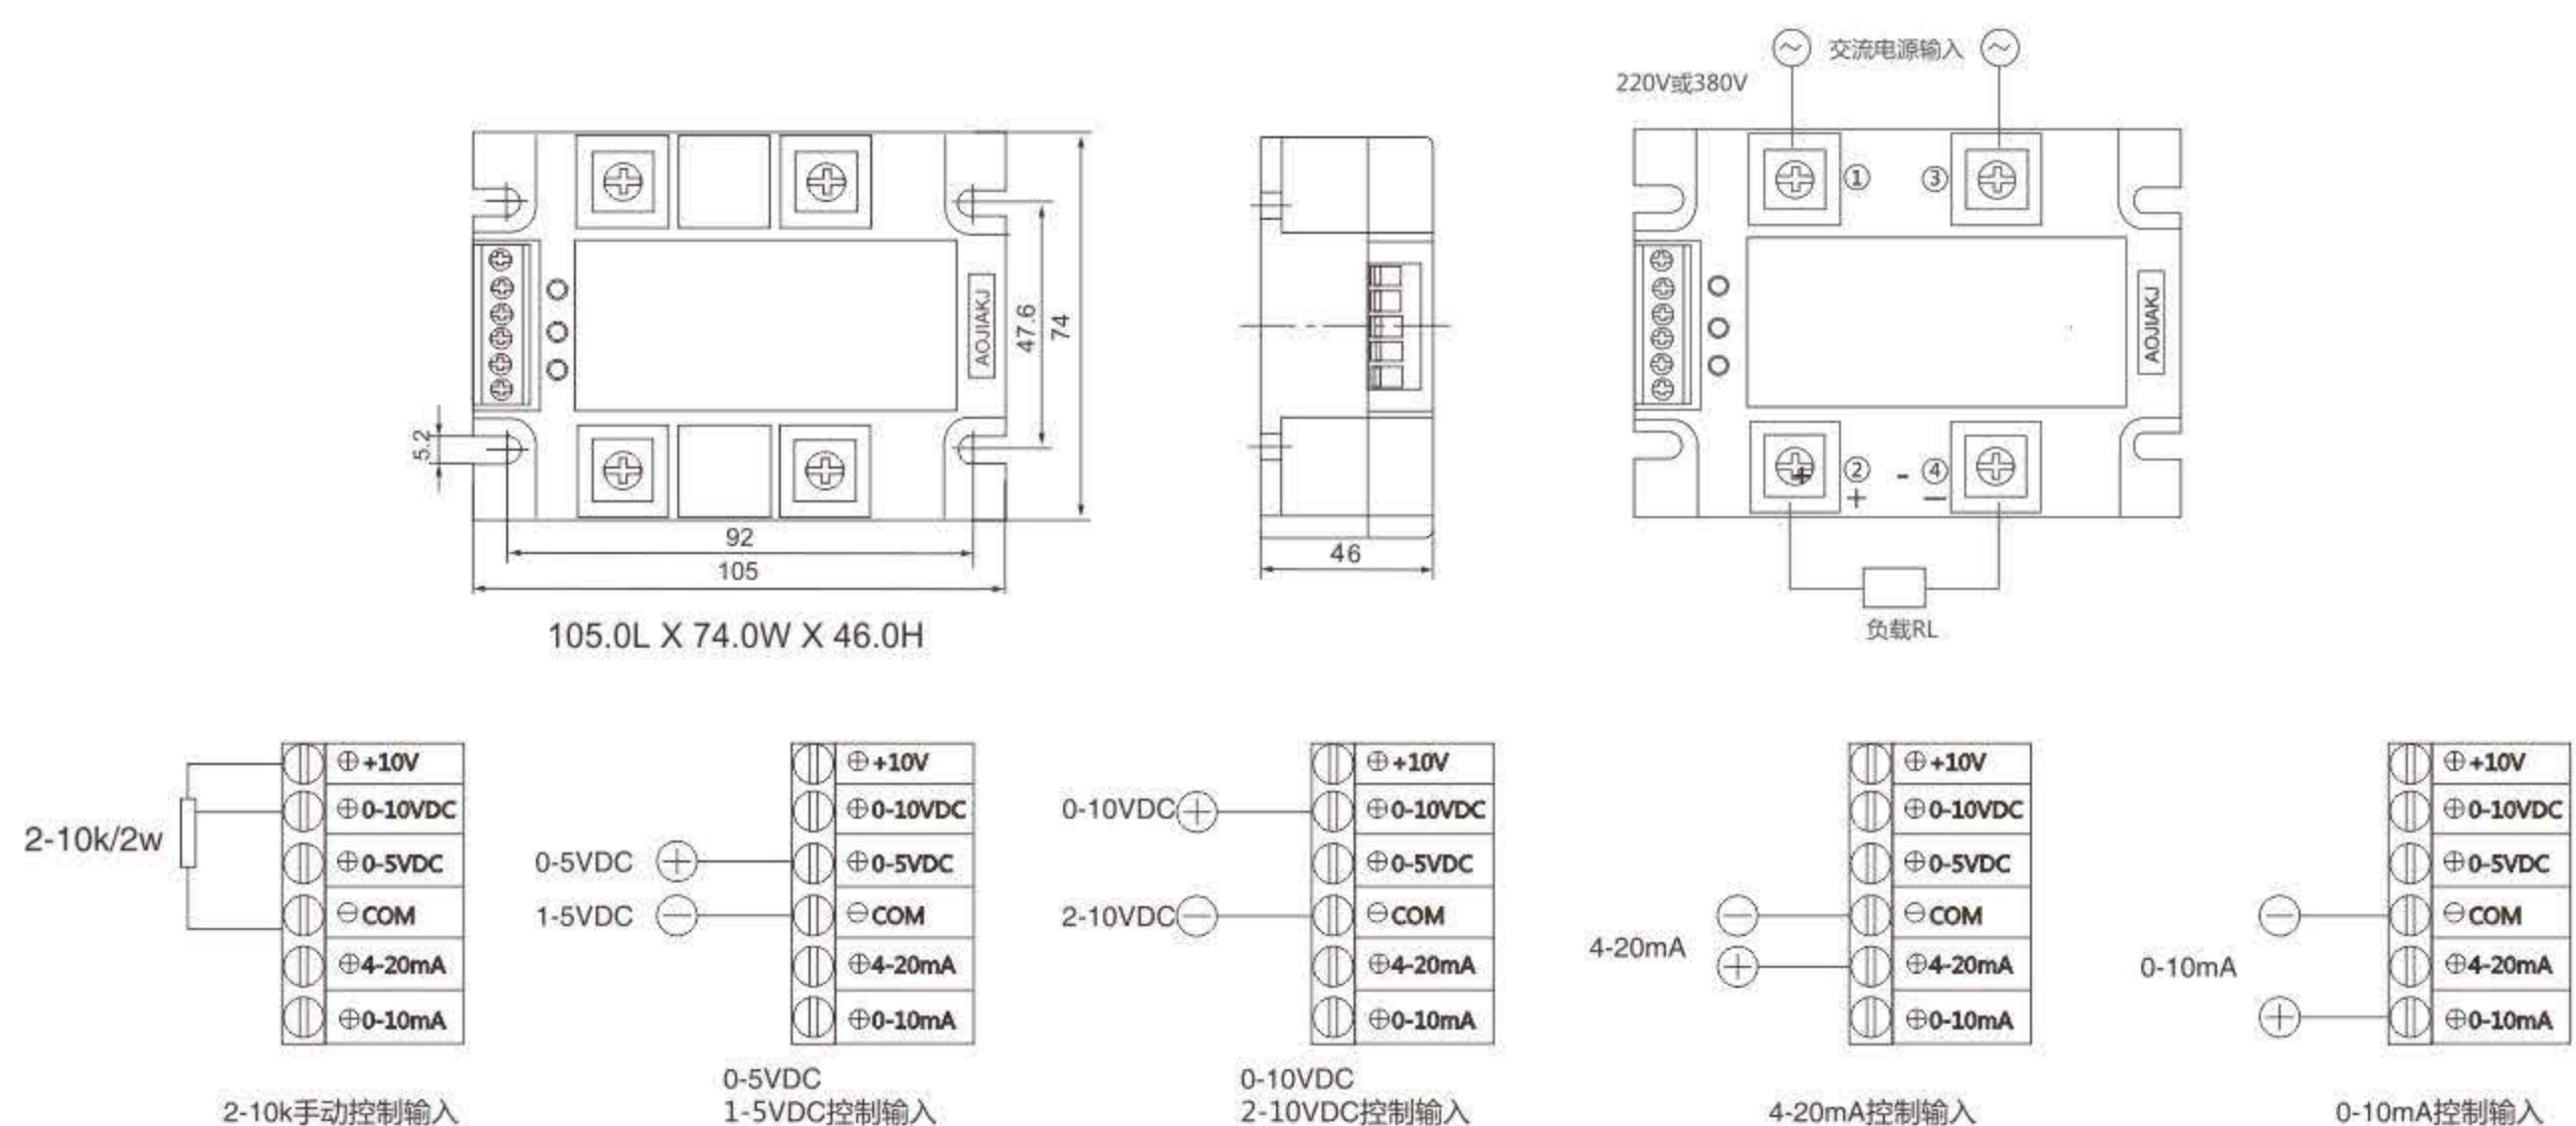 交流电源输入
220V或380V
① ③
AOJIAKJ
47.6
74
5.2
92
105
46
105.0L X 74.0W X 46.0H
AOJIAKJ
② - ④
+ —
负载RL
2-10k/2w
⊕+10V
⊕0-10VDC
⊕0-5VDC
⊖COM
⊕4-20mA
⊕0-10mA
2-10k手动控制输入
0-5VDC
1-5VDC
⊕+10V
⊕0-10VDC
⊕0-5VDC
⊖COM
⊕4-20mA
⊕0-10mA
0-5VDC
1-5VDC控制输入
0-10VDC
2-10VDC
⊕+10V
⊕0-10VDC
⊕0-5VDC
⊖COM
⊕4-20mA
⊕0-10mA
0-10VDC
2-10VDC控制输入
4-20mA
⊕+10V
⊕0-10VDC
⊕0-5VDC
⊖COM
⊕4-20mA
⊕0-10mA
4-20mA控制输入
0-10mA
⊕+10V
⊕0-10VDC
⊕0-5VDC
⊖COM
⊕4-20mA
⊕0-10mA
0-10mA控制输入